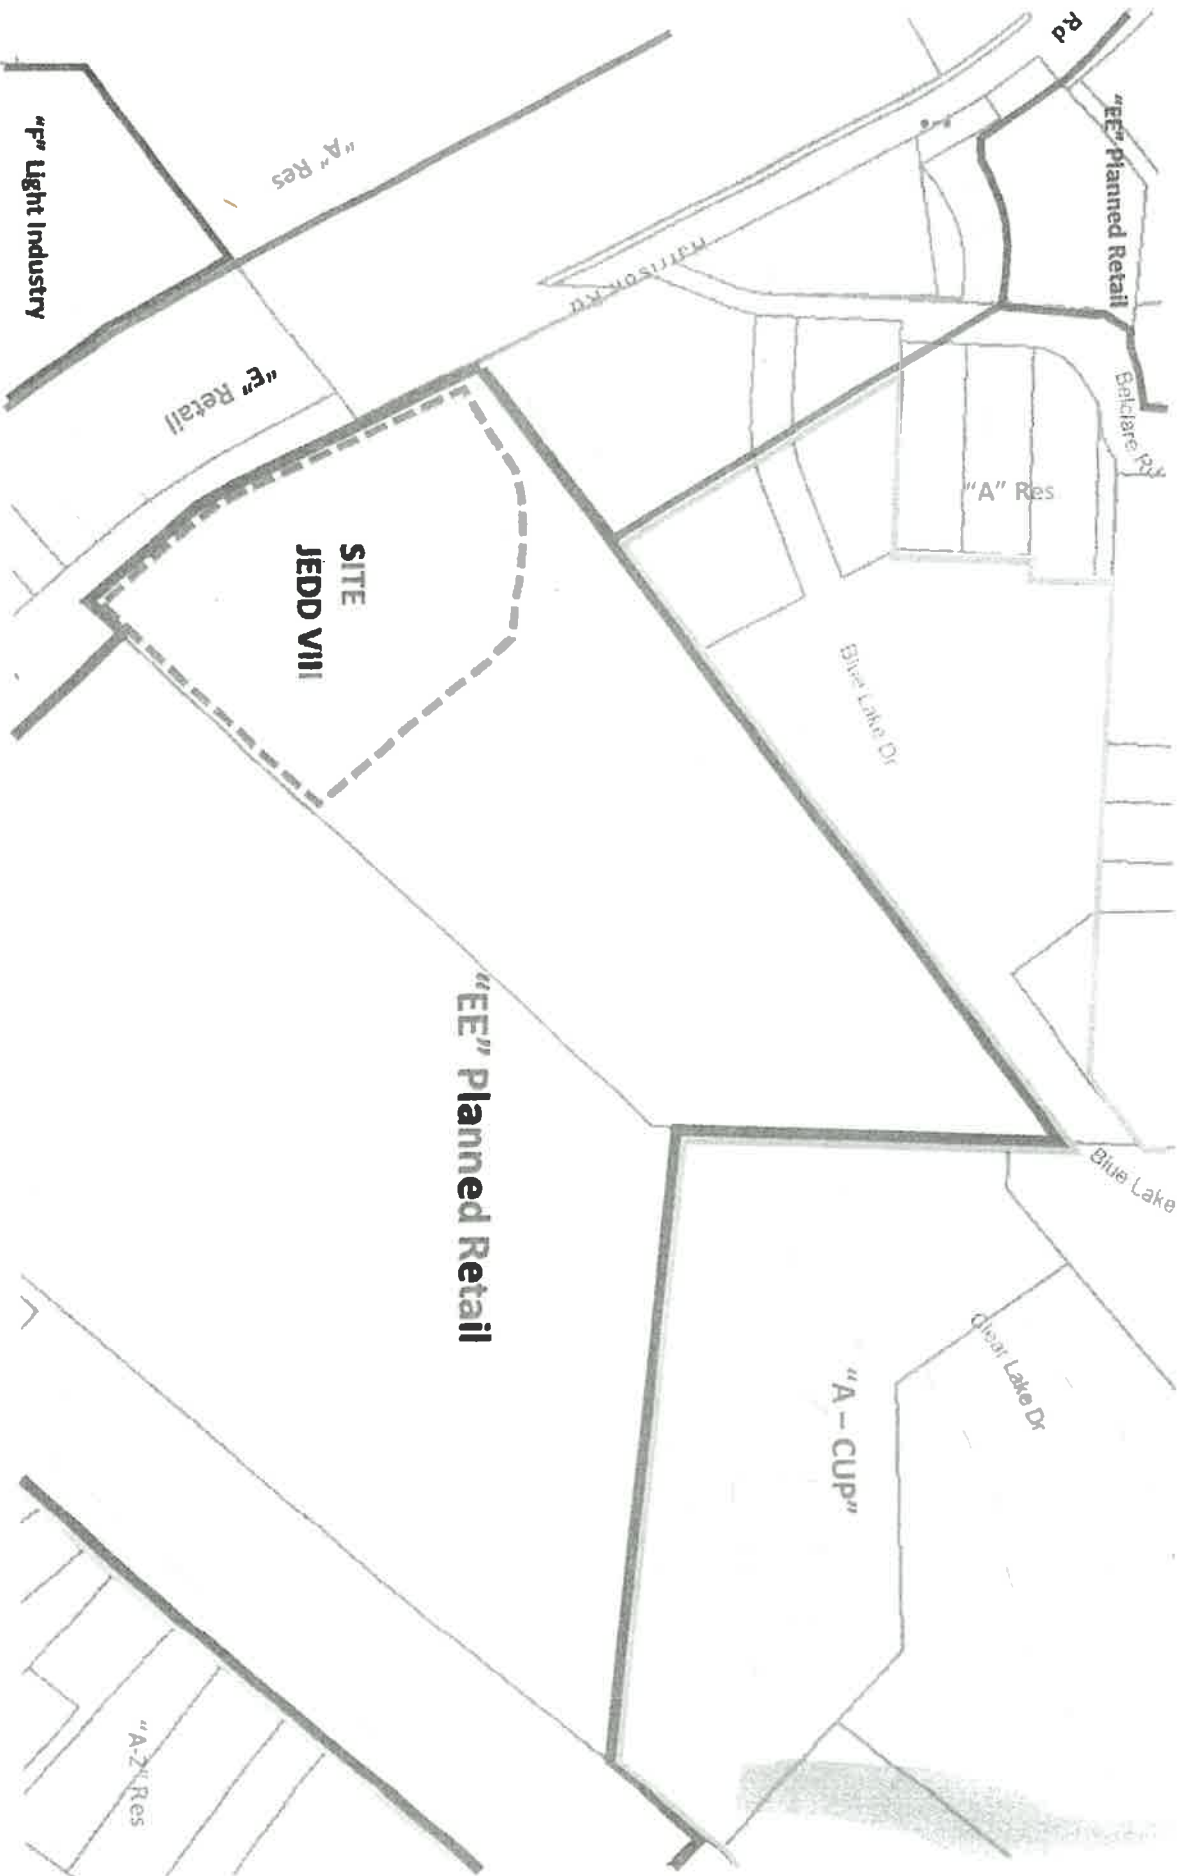 Rd
"EE" Planned Retail
Belclare Rd
"A" Res
Harrison Rd
"A" Res
"F" Light Industry
"E" Retail
SITE
JEDD VIII
Blue Lake Dr
Blue Lake
"EE" Planned Retail
Clear Lake Dr
"A – CUP"
"A-2" Res